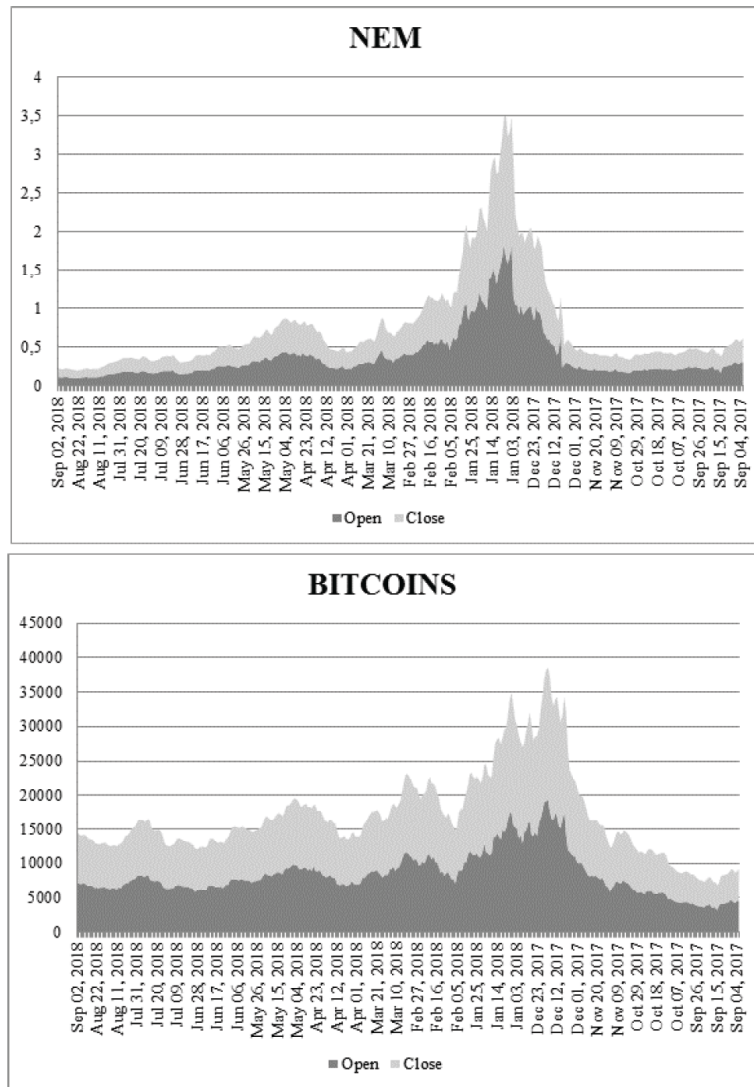 NEM
4
3,5
3
2,5
2
1,5
1
0,5
0
Sep 02, 2018
Aug 22, 2018
Aug 11, 2018
Jul 31, 2018
Jul 20, 2018
Jul 09, 2018
Jun 28, 2018
Jun 17, 2018
Jun 06, 2018
May 26, 2018
May 15, 2018
May 04, 2018
Apr 23, 2018
Apr 12, 2018
Apr 01, 2018
Mar 21, 2018
Mar 10, 2018
Feb 27, 2018
Feb 16, 2018
Feb 05, 2018
Jan 25, 2018
Jan 14, 2018
Jan 03, 2018
Dec 23, 2017
Dec 12, 2017
Dec 01, 2017
Nov 20, 2017
Nov 09, 2017
Oct 29, 2017
Oct 18, 2017
Oct 07, 2017
Sep 26, 2017
Sep 15, 2017
Sep 04, 2017
Open Close
BITCOINS
45000
40000
35000
30000
25000
20000
15000
10000
5000
0
Sep 02, 2018
Aug 22, 2018
Aug 11, 2018
Jul 31, 2018
Jul 20, 2018
Jul 09, 2018
Jun 28, 2018
Jun 17, 2018
Jun 06, 2018
May 26, 2018
May 15, 2018
May 04, 2018
Apr 23, 2018
Apr 12, 2018
Apr 01, 2018
Mar 21, 2018
Mar 10, 2018
Feb 27, 2018
Feb 16, 2018
Feb 05, 2018
Jan 25, 2018
Jan 14, 2018
Jan 03, 2018
Dec 23, 2017
Dec 12, 2017
Dec 01, 2017
Nov 20, 2017
Nov 09, 2017
Oct 29, 2017
Oct 18, 2017
Oct 07, 2017
Sep 26, 2017
Sep 15, 2017
Sep 04, 2017
Open Close